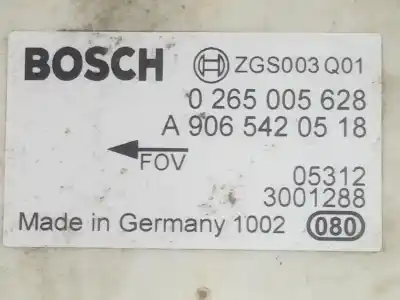 BOSCH ZGS003 Q01
0 265 005 628
A 906 542 05 18
FOV
05312
3001288
Made in Germany 1002 080